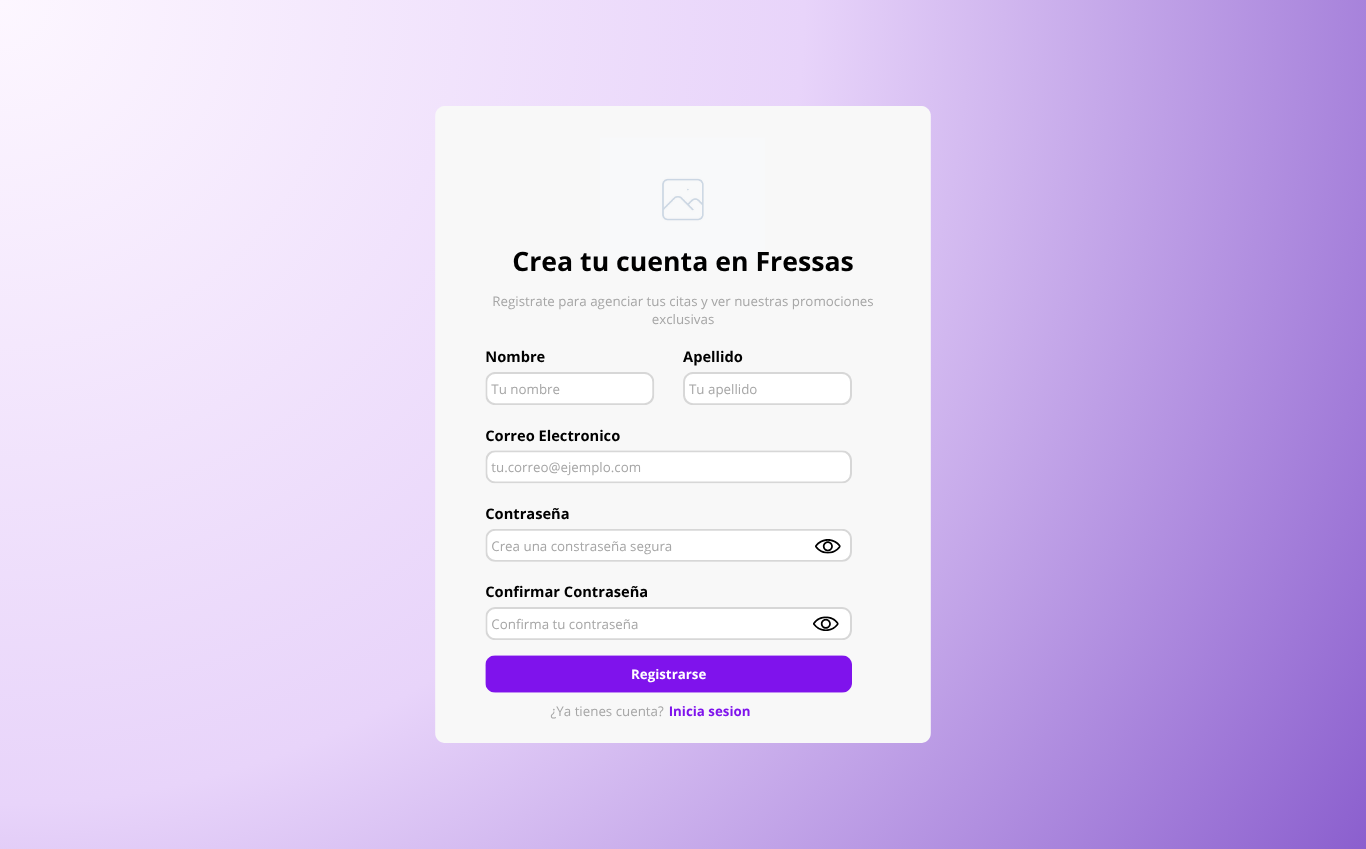 Crea tu cuenta en Fressas
Registrate para agenciar tus citas y ver nuestras promociones
exclusivas
Nombre Apellido
Tu nombre Tu apellido
Correo Electronico
tu.correo@ejemplo.com
Contraseña
Crea una constraseña segura
Confirmar Contraseña
Confirma tu contraseña
Registrarse
¿Ya tienes cuenta? Inicia sesion